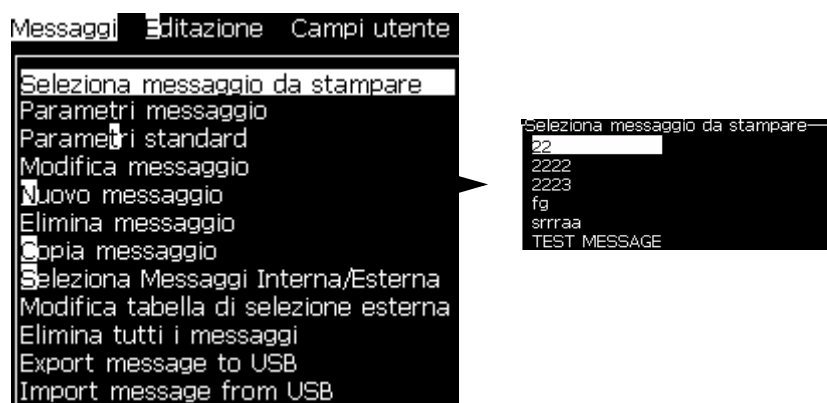 Messaggi Editazione Campi utente
Seleziona messaggio da stampare
Parametri messaggio
Parametri standard
Modifica messaggio
Nuovo messaggio
Elimina messaggio
Copia messaggio
Seleziona Messaggi Interna/Esterna
Modifica tabella di selezione esterna
Elimina tutti i messaggi
Export message to USB
Import message from USB
Seleziona messaggio da stampare
22
2222
2223
fg
srrraa
TEST MESSAGE